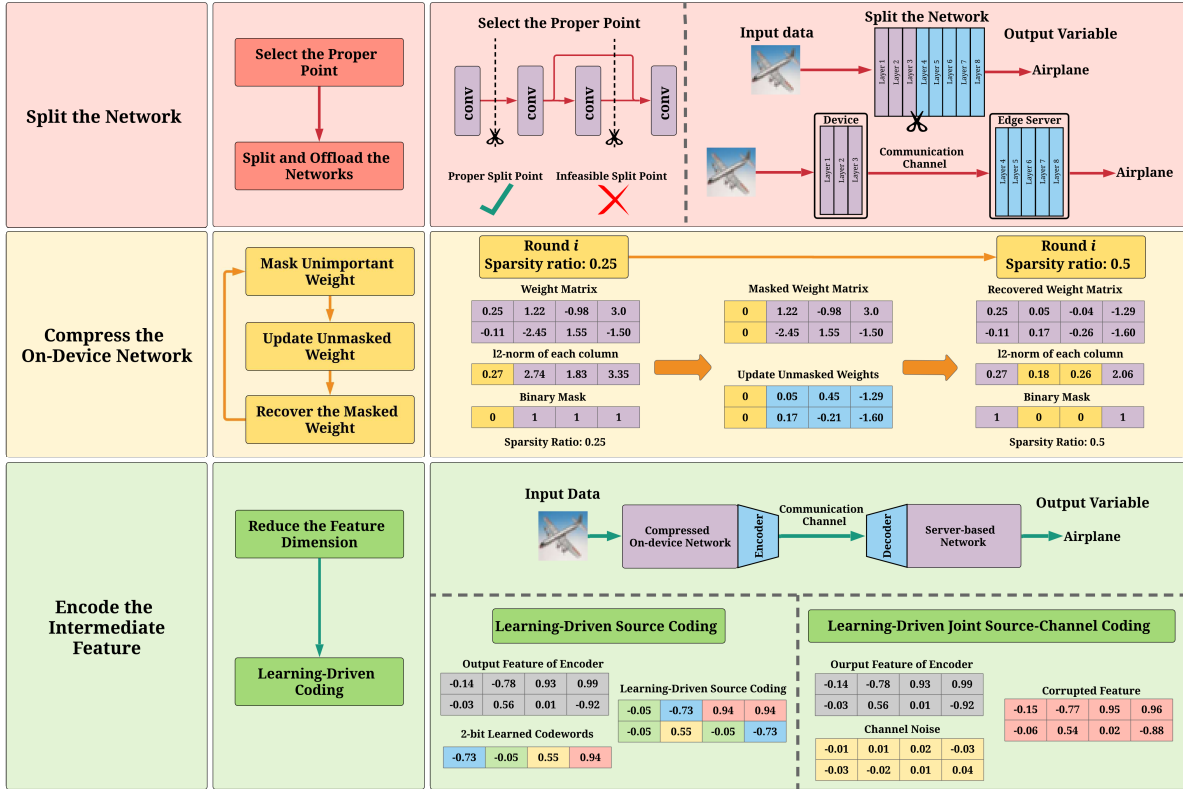 Split the Network
Select the Proper
Point
Split and Offload the
Networks
Select the Proper Point
conv
conv
conv
conv
Proper Split Point
Infeasible Split Point
Split the Network
Input data
Output Variable
Layer 1
Layer 2
Layer 3
Layer 4
Layer 5
Layer 6
Layer 7
Layer 8
Airplane
Device
Layer 1
Layer 2
Layer 3
Communication
Channel
Edge Server
Layer 4
Layer 5
Layer 6
Layer 7
Layer 8
Airplane
Compress the
On-Device Network
Mask Unimportant
Weight
Update Unmasked
Weight
Recover the Masked
Weight
Round i
Sparsity ratio: 0.25
Weight Matrix
0.25 1.22 -0.98 3.0
-0.11 -2.45 1.55 -1.50
l2-norm of each column
0.27 2.74 1.83 3.35
Binary Mask
0 1 1 1
Sparsity Ratio: 0.25
Masked Weight Matrix
0 1.22 -0.98 3.0
0 -2.45 1.55 -1.50
Update Unmasked Weights
0 0.05 0.45 -1.29
0 0.17 -0.21 -1.60
Round i
Sparsity ratio: 0.5
Recovered Weight Matrix
0.25 0.05 -0.04 -1.29
-0.11 0.17 -0.26 -1.60
l2-norm of each column
0.27 0.18 0.26 2.06
Binary Mask
1 0 0 1
Sparsity Ratio: 0.5
Encode the
Intermediate
Feature
Reduce the Feature
Dimension
Learning-Driven
Coding
Input Data
Compressed
On-device Network
Encoder
Communication
Channel
Decoder
Server-based
Network
Output Variable
Airplane
Learning-Driven Source Coding
Output Feature of Encoder
-0.14 -0.78 0.93 0.99
-0.03 0.56 0.01 -0.92
2-bit Learned Codewords
-0.73 -0.05 0.55 0.94
Learning-Driven Source Coding
-0.05 -0.73 0.94 0.94
-0.05 0.55 -0.05 -0.73
Learning-Driven Joint Source-Channel Coding
Ourput Feature of Encoder
-0.14 -0.78 0.93 0.99
-0.03 0.56 0.01 -0.92
Channel Noise
-0.01 0.01 0.02 -0.03
-0.03 -0.02 0.01 0.04
Corrupted Feature
-0.15 -0.77 0.95 0.96
-0.06 0.54 0.02 -0.88